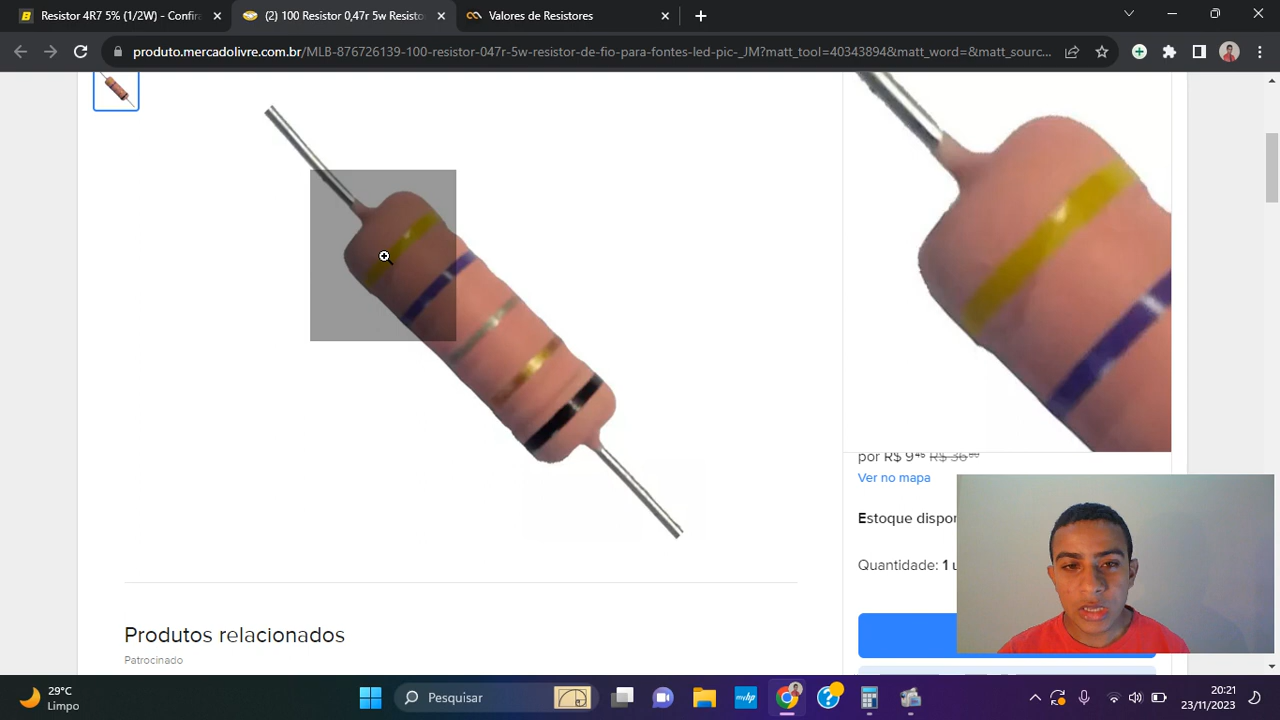 Resistor 4R7 5% (1/2W) - Confira
(2) 100 Resistor 0,47r 5w Resisto
Valores de Resistores
produto.mercadolivre.com.br/MLB-876726139-100-resistor-047r-5w-resistor-de-fio-para-fontes-led-pic-_JM?matt_tool=40343894&matt_word=&matt_sourc...
por R$ 9
Ver no mapa
Estoque dispon
Quantidade: 1 u
Produtos relacionados
Patrocinado
29°C
Limpo
Pesquisar
20:21
23/11/2023